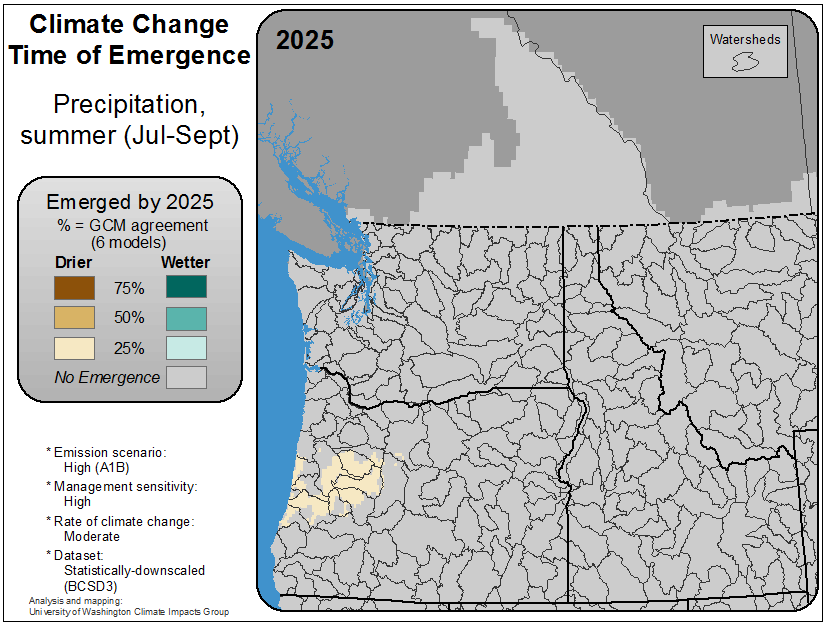 Climate Change
Time of Emergence
Precipitation,
summer (Jul-Sept)
Emerged by 2025
% = GCM agreement
(6 models)
Drier Wetter
75%
50%
25%
No Emergence
* Emission scenario:
High (A1B)
* Management sensitivity:
High
* Rate of climate change:
Moderate
* Dataset:
Statistically-downscaled
(BCSD3)
Analysis and mapping:
University of Washington Climate Impacts Group
2025
Watersheds